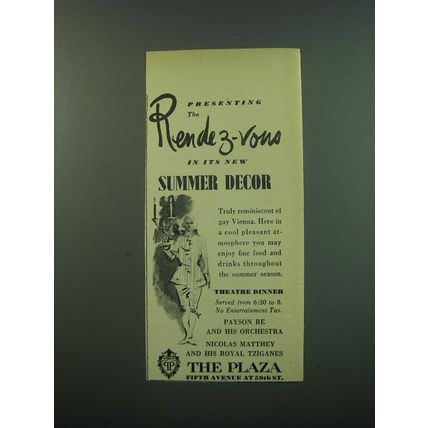 PRESENTING
The
Rendez-vous
IN ITS NEW
SUMMER DECOR
Truly reminiscent of
gay Vienna. Here in
a cool pleasant at-
mosphere you may
enjoy fine food and
drinks throughout
the summer season.
THEATRE DINNER
Served from 6:30 to 8.
No Entertainment Tax.
PAYSON RE
AND HIS ORCHESTRA
NICOLAS MATTHEY
AND HIS ROYAL TZIGANES
THE PLAZA
FIFTH AVENUE AT 59th ST.